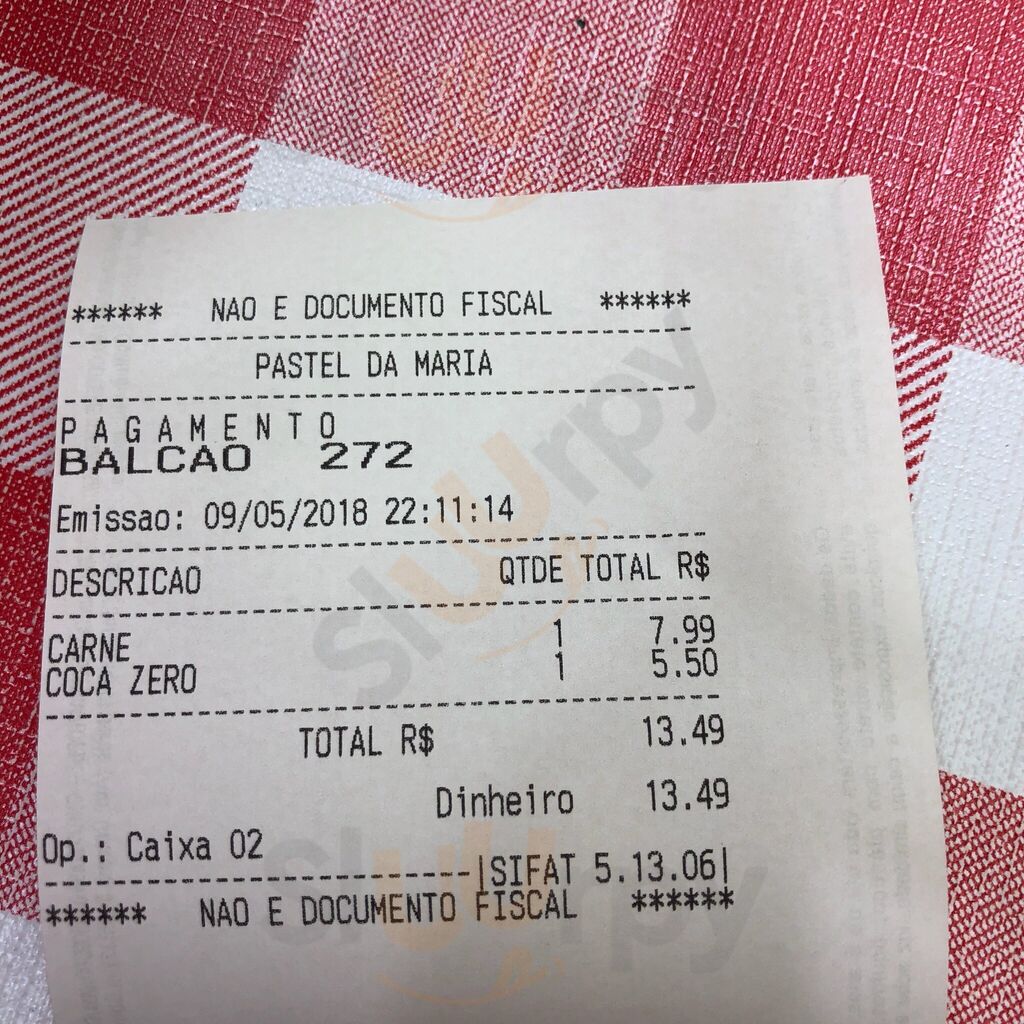 ****** NAO E DOCUMENTO FISCAL ******
PASTEL DA MARIA
PAGAMENTO
BALCAO 272
Emissao: 09/05/2018 22:11:14
DESCRICAO QTDE TOTAL R$
CARNE 1 7.99
COCA ZERO 1 5.50
TOTAL R$ 13.49
Dinheiro 13.49
Op.: Caixa 02
------------------------|SIFAT 5.13.06|
****** NAO E DOCUMENTO FISCAL ******
Slurpy
Slurpy